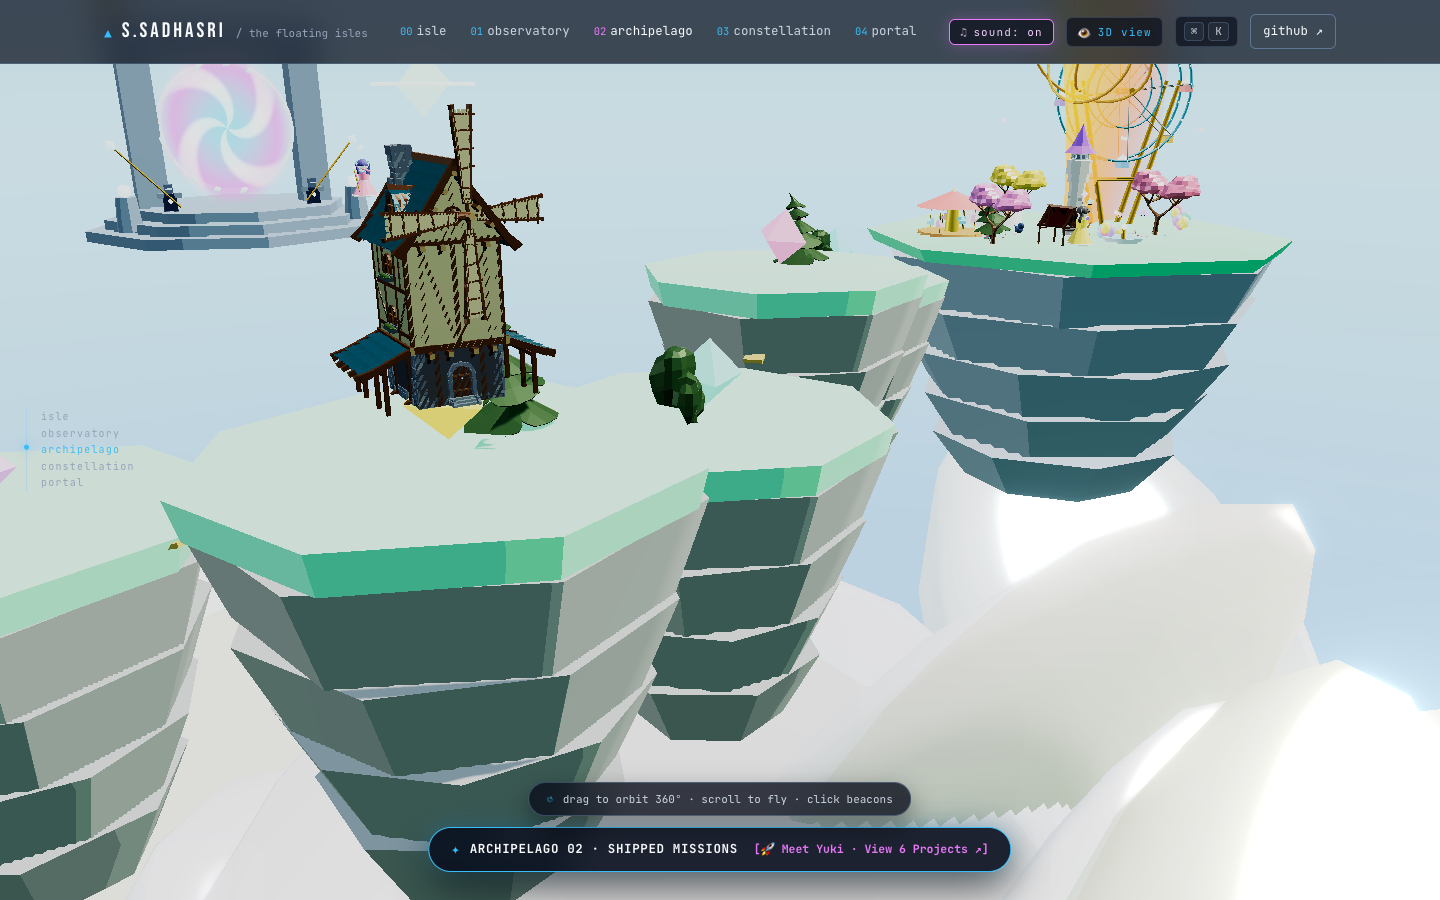 ▲ S.SADHASRI / the floating isles 00 isle 01 observatory 02 archipelago 03 constellation 04 portal ♫ sound: on 👁 3D view ⌘ K github ↗
isle
observatory
archipelago
constellation
portal
drag to orbit 360° · scroll to fly · click beacons
✦ ARCHIPELAGO 02 · SHIPPED MISSIONS [🚀 Meet Yuki · View 6 Projects ↗]